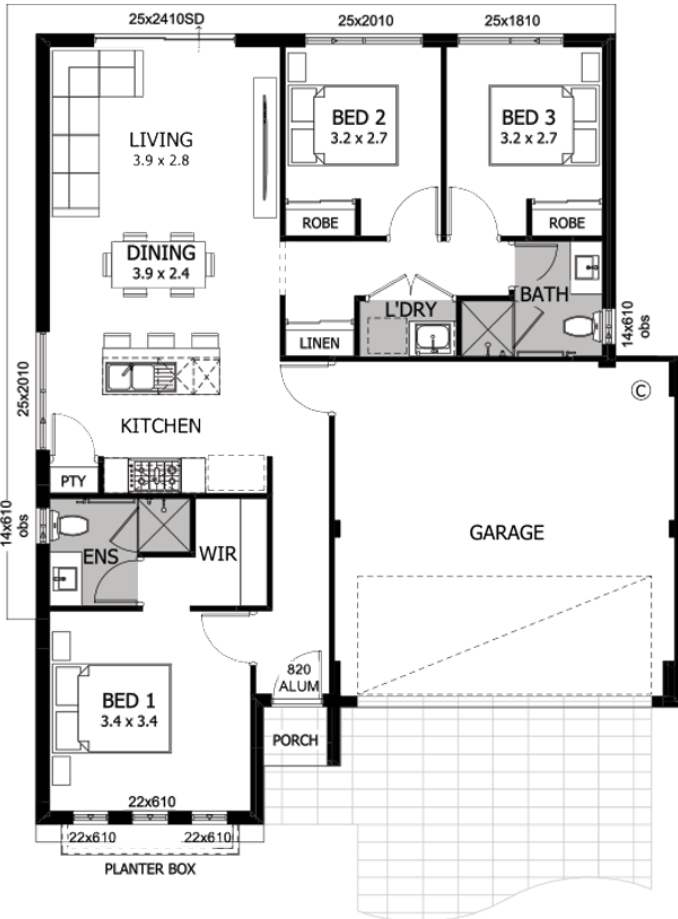 25x2410SD
25x2010
25x1810
LIVING
3.9 x 2.8
BED 2
3.2 x 2.7
BED 3
3.2 x 2.7
ROBE
ROBE
DINING
3.9 x 2.4
BATH
L'DRY
LINEN
14x610
obs
25x2010
©
KITCHEN
PTY
14x610
obs
ENS
WIR
GARAGE
820
ALUM
BED 1
3.4 x 3.4
PORCH
22x610
22x610
22x610
PLANTER BOX